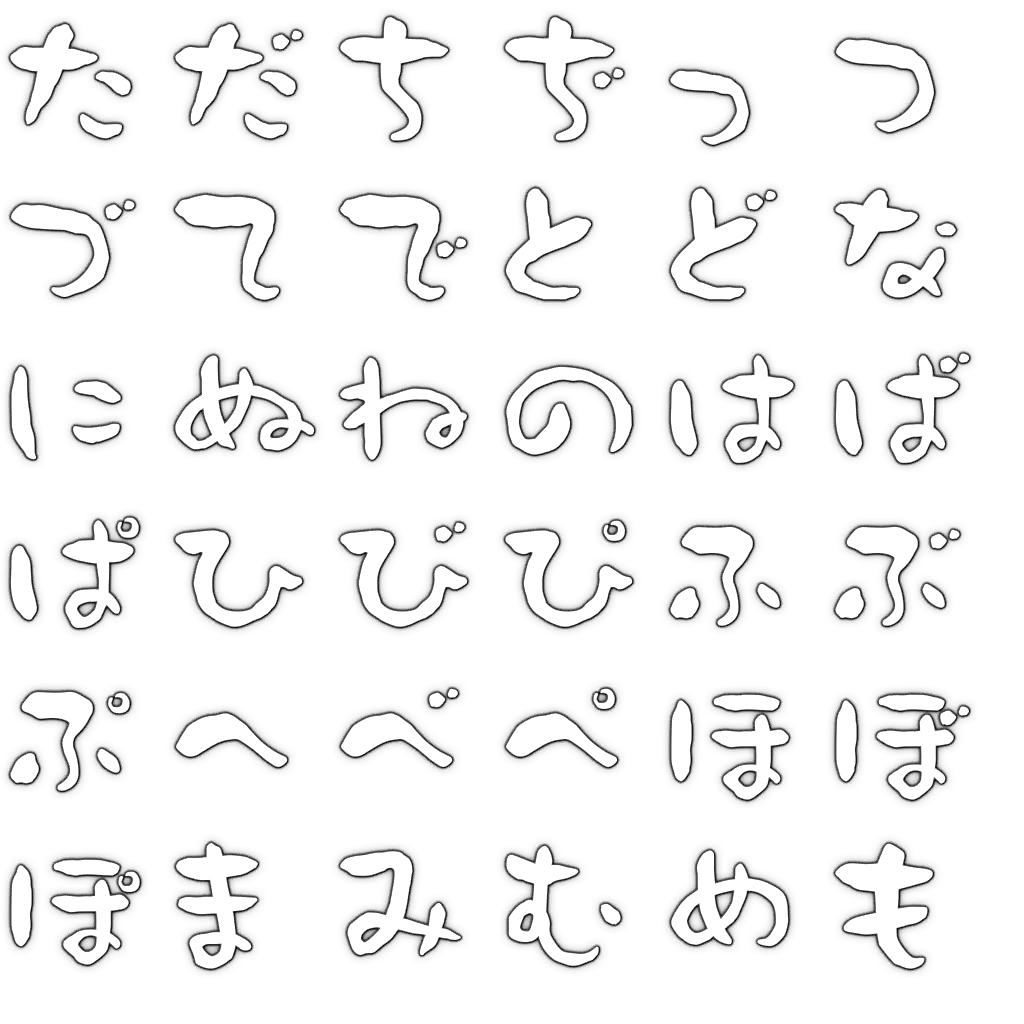 ただちぢっつ
づてでとどな
にぬねのはば
ぱひびぴふぶ
ぷへべぺほぼ
ぽまみむめも